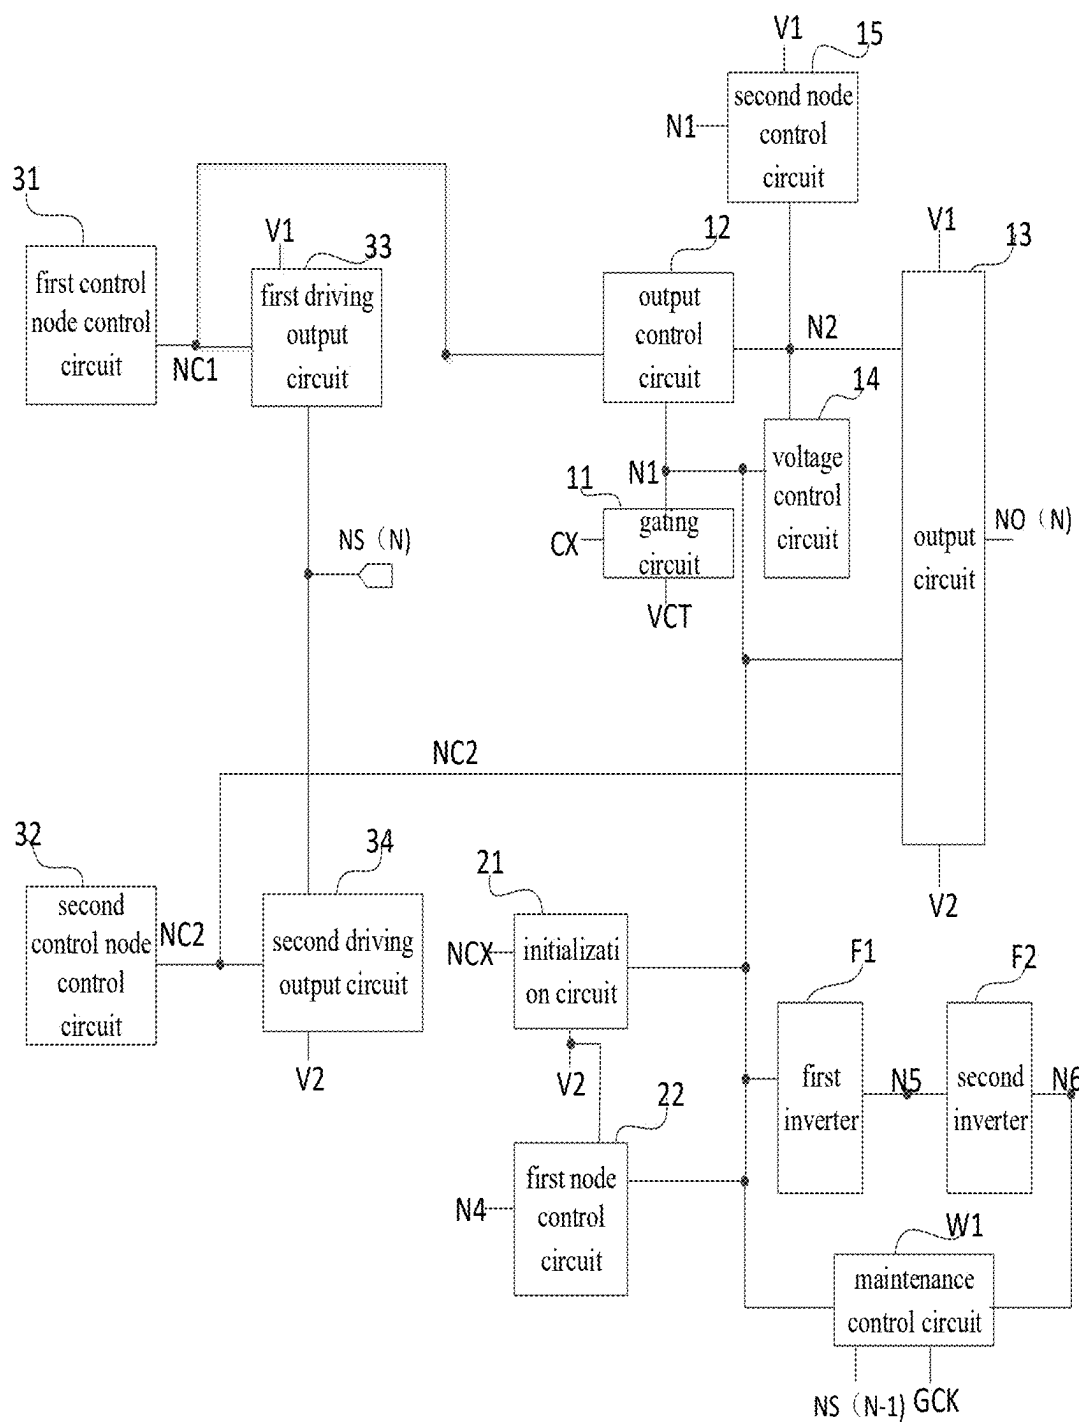 V1
15
second node
control
circuit
N1
31
V1
33
12
V1
13
first control
node control
circuit
NC1
first driving
output
circuit
output
control
circuit
N2
14
N1
11
voltage
control
circuit
CX
gating
circuit
VCT
NS（N)
output
circuit
NO（N)
NC2
32
34
second
control node
control
circuit
NC2
second driving
output circuit
V2
21
NCX
initializati
on circuit
V2
V2
F1
F2
first
inverter
N5
second
inverter
N6
22
N4
first node
control
circuit
W1
maintenance
control circuit
NS（N-1)
GCK